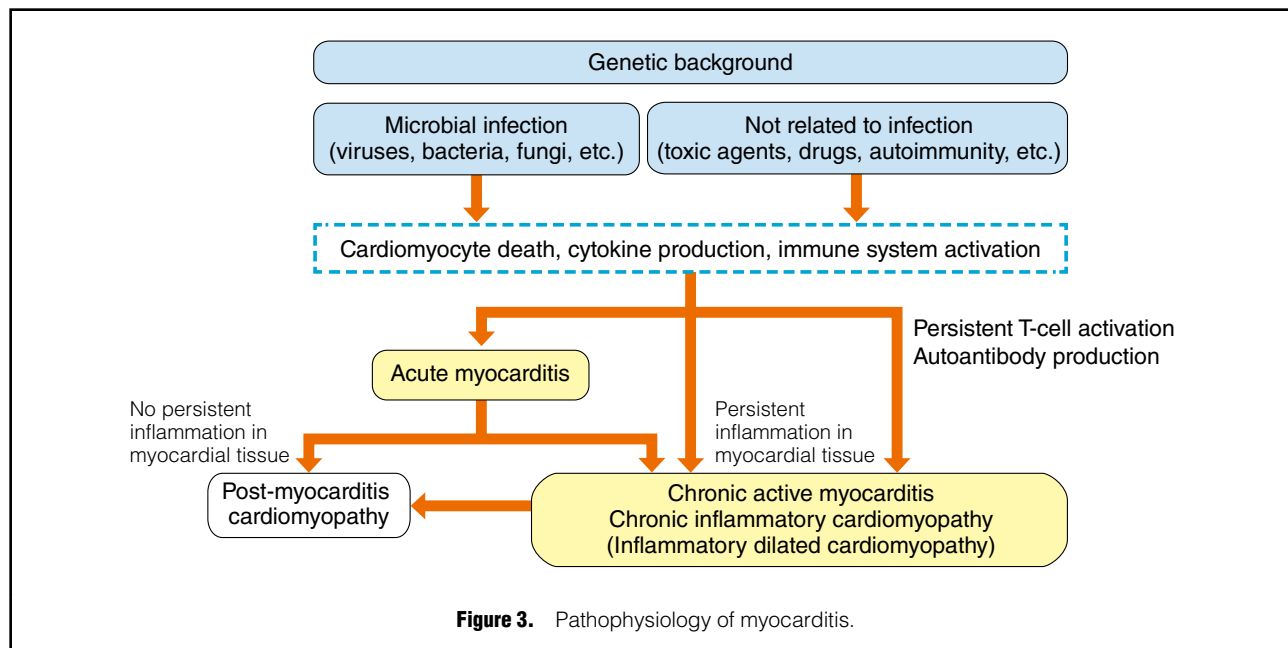 Genetic background
Microbial infection
(viruses, bacteria, fungi, etc.)
Not related to infection
(toxic agents, drugs, autoimmunity, etc.)
Cardiomyocyte death, cytokine production, immune system activation
Persistent T-cell activation
Autoantibody production
Acute myocarditis
No persistent
inflammation in
myocardial tissue
Persistent
inflammation in
myocardial tissue
Post-myocarditis
cardiomyopathy
Chronic active myocarditis
Chronic inflammatory cardiomyopathy
(Inflammatory dilated cardiomyopathy)
Figure 3. Pathophysiology of myocarditis.